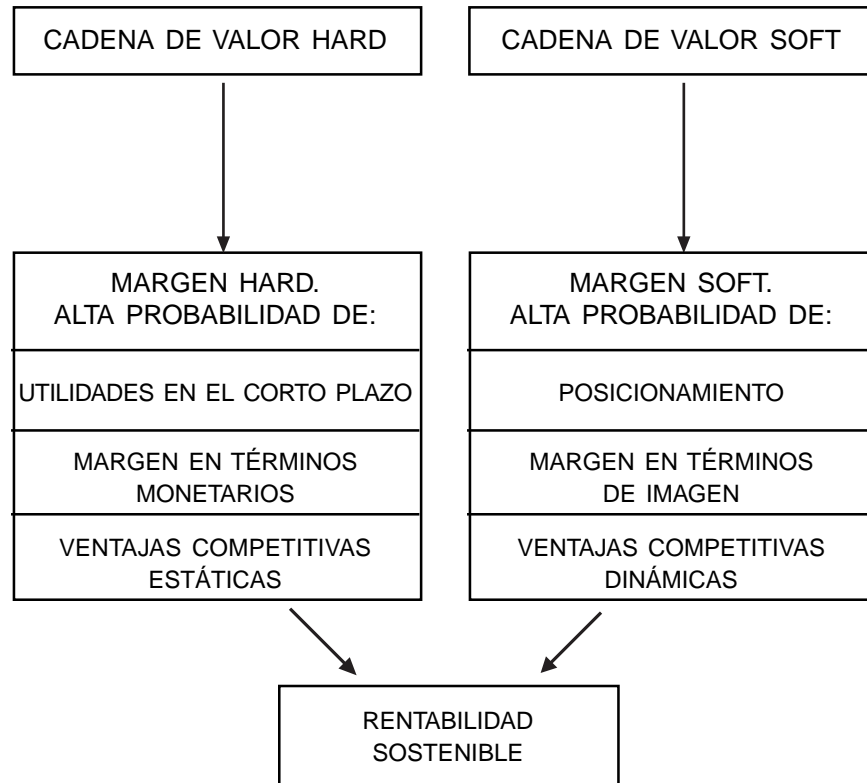 CADENA DE VALOR HARD
CADENA DE VALOR SOFT
MARGEN HARD.
ALTA PROBABILIDAD DE:
UTILIDADES EN EL CORTO PLAZO
MARGEN EN TÉRMINOS
MONETARIOS
VENTAJAS COMPETITIVAS
ESTÁTICAS
MARGEN SOFT.
ALTA PROBABILIDAD DE:
POSICIONAMIENTO
MARGEN EN TÉRMINOS
DE IMAGEN
VENTAJAS COMPETITIVAS
DINÁMICAS
RENTABILIDAD
SOSTENIBLE